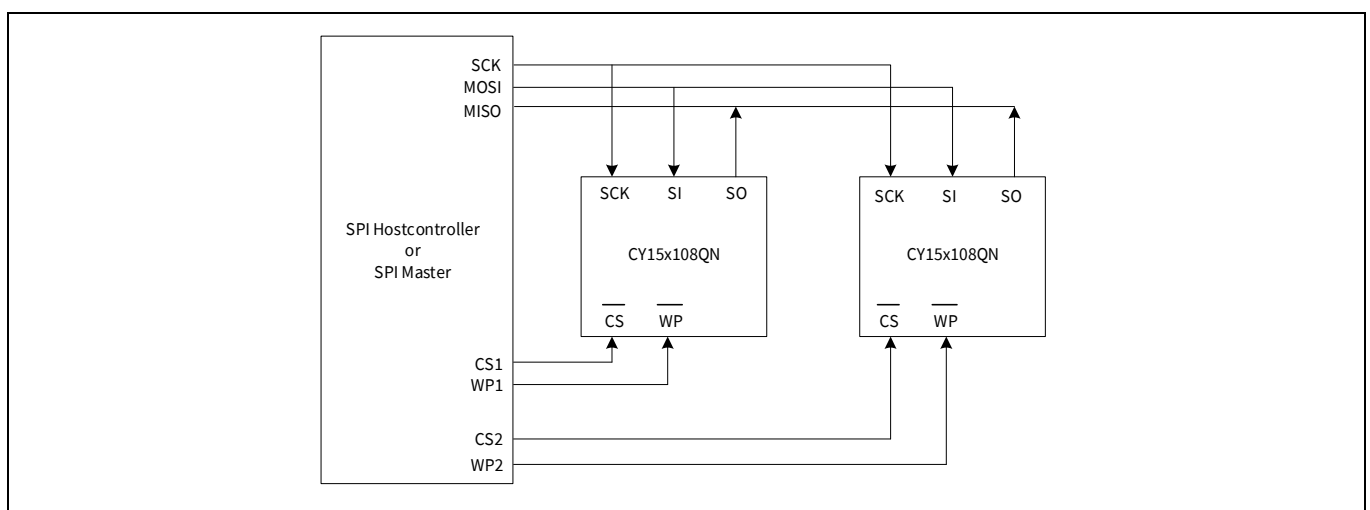 SCK
MOSI
MISO
SCK SI SO
SCK SI SO
SPI Hostcontroller
or
SPI Master
CY15x108QN
CY15x108QN
CS WP
CS WP
CS1
WP1
CS2
WP2